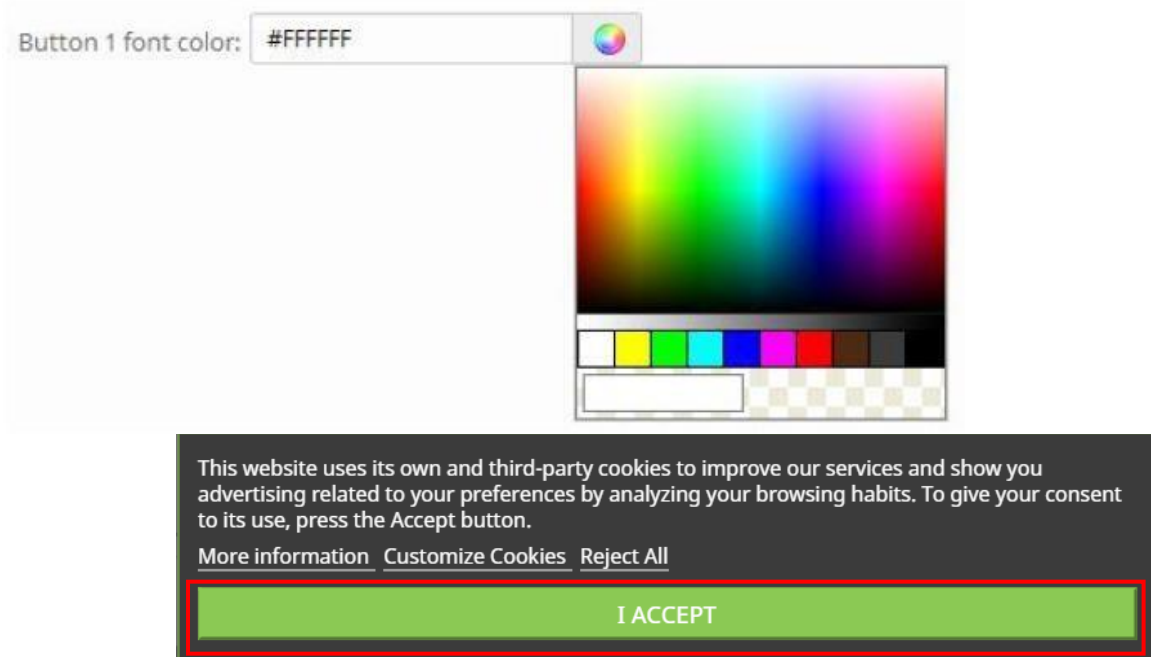 Button 1 font color: #FFFFFF
This website uses its own and third-party cookies to improve our services and show you
advertising related to your preferences by analyzing your browsing habits. To give your consent
to its use, press the Accept button.
More information Customize Cookies Reject All
I ACCEPT